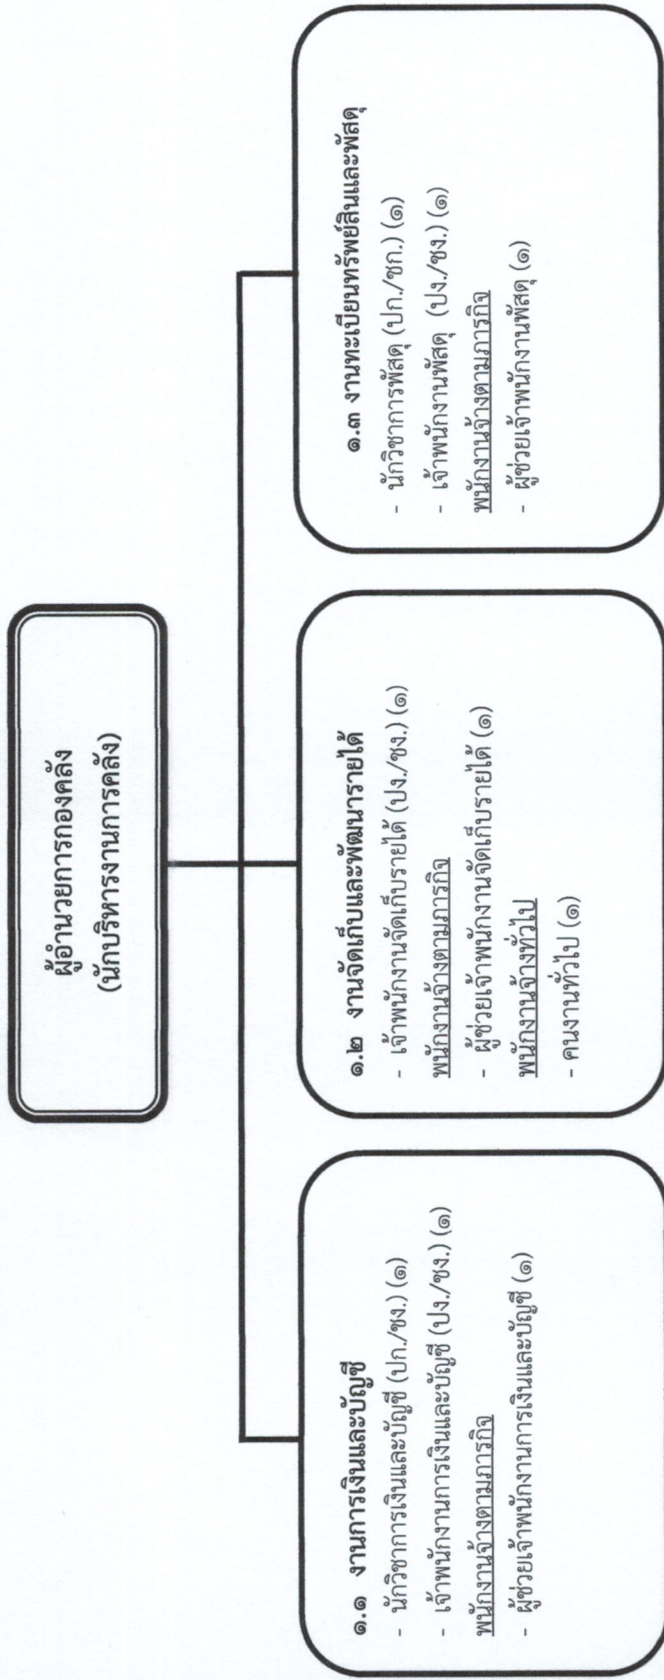 ผู้อำนวยการกองคลัง
(นักบริหารงานการคลัง)
๑.๑ งานการเงินและบัญชี
- นักวิชาการเงินและบัญชี (ปก./ชง.) (๑)
- เจ้าพนักงานการเงินและบัญชี (ปง./ชง.) (๑)
พนักงานจ้างตามภารกิจ
- ผู้ช่วยเจ้าพนักงานการเงินและบัญชี (๑)
๑.๒ งานจัดเก็บและพัฒนารายได้
- เจ้าพนักงานจัดเก็บรายได้ (ปง./ชง.) (๑)
พนักงานจ้างตามภารกิจ
- ผู้ช่วยเจ้าพนักงานจัดเก็บรายได้ (๑)
พนักงานจ้างทั่วไป
- คนงานทั่วไป (๑)
๑.๓ งานทะเบียนทรัพย์สินและพัสดุ
- นักวิชาการพัสดุ (ปก./ชก.) (๑)
- เจ้าพนักงานพัสดุ (ปง./ชง.) (๑)
พนักงานจ้างตามภารกิจ
- ผู้ช่วยเจ้าพนักงานพัสดุ (๑)